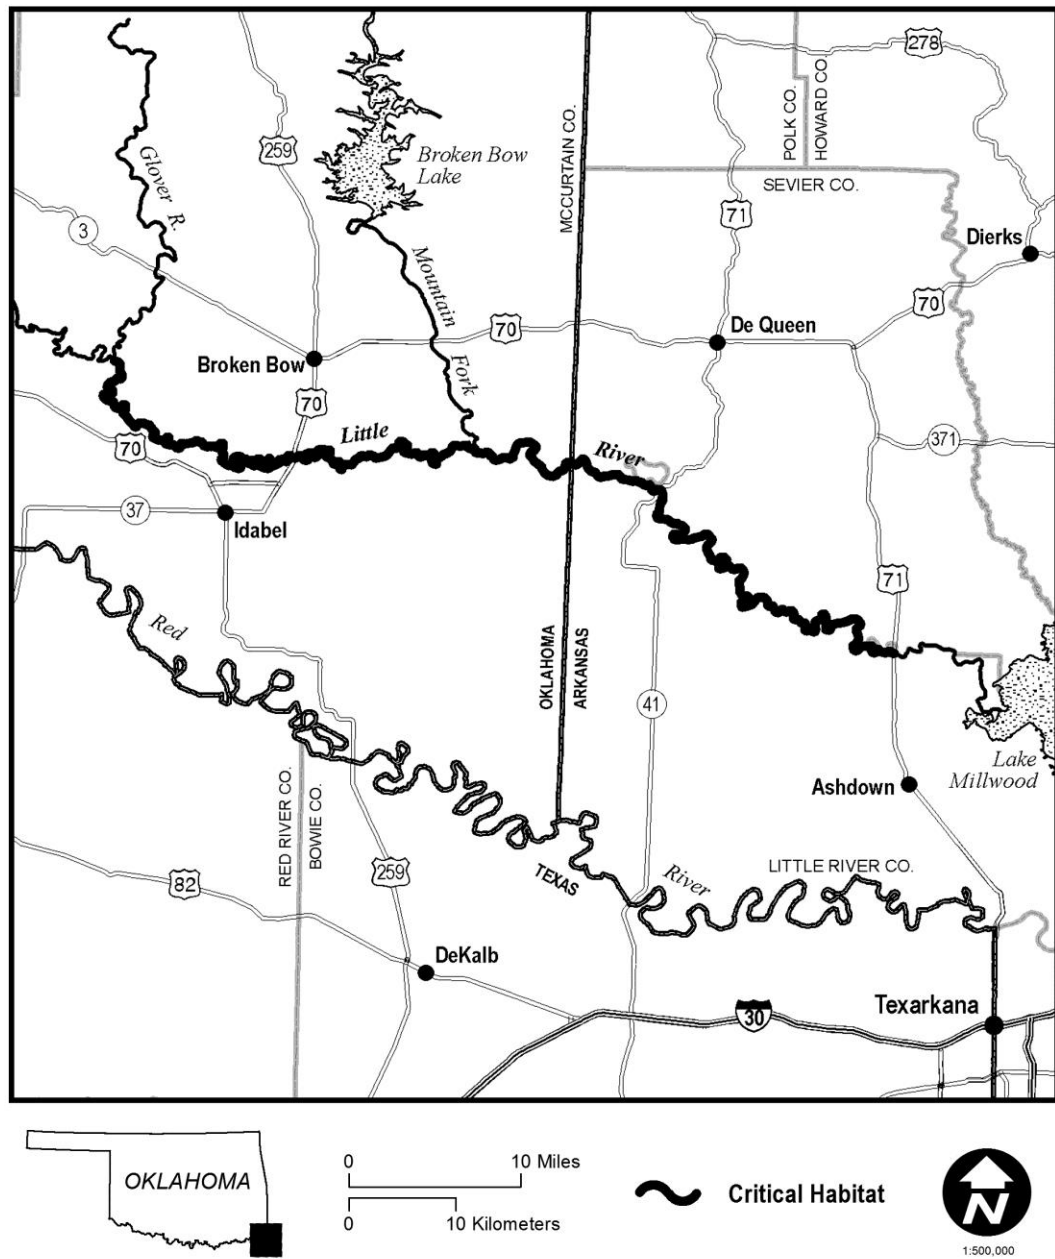 278
POLK CO.
HOWARD CO.
MCCURTAIN CO.
259
Glover R.
Broken Bow
Lake
SEVIER CO.
71
3
Dierks
Mountain
Fork
70
70
De Queen
Broken Bow
70
Little
River
70
371
37
Idabel
71
Red
OKLAHOMA
ARKANSAS
41
Lake
Millwood
Ashdown
RED RIVER CO.
BOWIE CO.
259
82
TEXAS
River
LITTLE RIVER CO.
DeKalb
Texarkana
30
OKLAHOMA
0 10 Miles
0 10 Kilometers
Critical Habitat
N
1:500,000